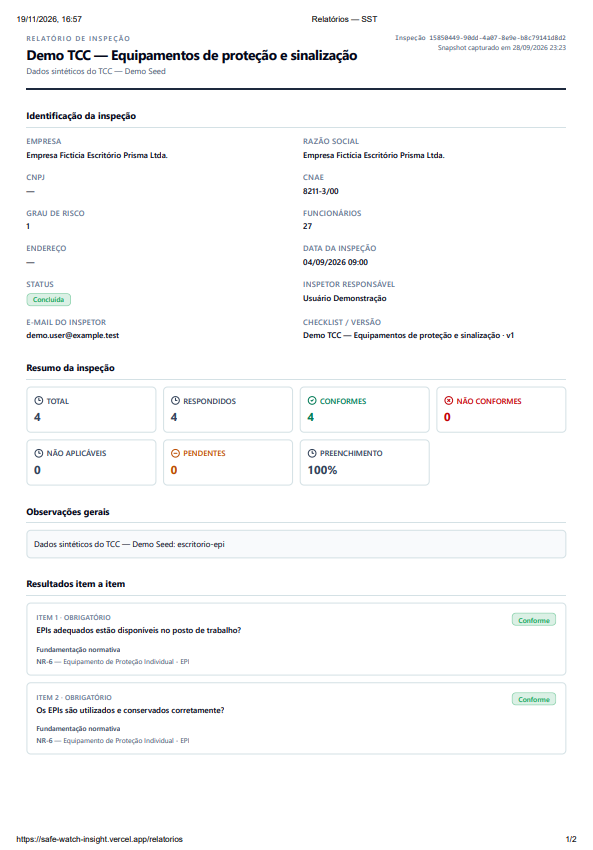 19/11/2026, 16:57
Relatórios — SST
RELATÓRIO DE INSPEÇÃO
Inspeção 15850449-90dd-4a07-8e9e-b8c79141d8d2
Demo TCC — Equipamentos de proteção e sinalização
Snapshot capturado em 28/09/2026 23:23
Dados sintéticos do TCC — Demo Seed
Identificação da inspeção
EMPRESA
Empresa Fictícia Escritório Prisma Ltda.
RAZÃO SOCIAL
Empresa Fictícia Escritório Prisma Ltda.
CNPJ
—
CNAE
8211-3/00
GRAU DE RISCO
1
FUNCIONÁRIOS
27
ENDEREÇO
—
DATA DA INSPEÇÃO
04/09/2026 09:00
STATUS
Concluída
INSPETOR RESPONSÁVEL
Usuário Demonstração
E-MAIL DO INSPETOR
demo.user@example.test
CHECKLIST / VERSÃO
Demo TCC — Equipamentos de proteção e sinalização · v1
Resumo da inspeção
TOTAL
4
RESPONDIDOS
4
CONFORMES
4
NÃO CONFORMES
0
NÃO APLICÁVEIS
0
PENDENTES
0
PREENCHIMENTO
100%
Observações gerais
Dados sintéticos do TCC — Demo Seed: escritorio-epi
Resultados item a item
ITEM 1 · OBRIGATÓRIO
Conforme
EPIs adequados estão disponíveis no posto de trabalho?
Fundamentação normativa
NR-6 — Equipamento de Proteção Individual - EPI
ITEM 2 · OBRIGATÓRIO
Conforme
Os EPIs são utilizados e conservados corretamente?
Fundamentação normativa
NR-6 — Equipamento de Proteção Individual - EPI
https://safe-watch-insight.vercel.app/relatorios
1/2